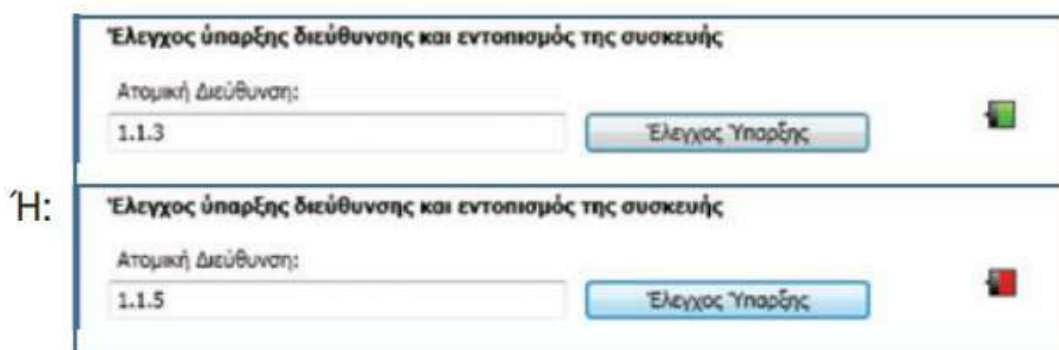 Έλεγχος ύπαρξης διεύθυνσης και εντοπισμός της συσκευής
Ατομική Διεύθυνση:
1.1.3 Έλεγχος Ύπαρξης
Ή:
Έλεγχος ύπαρξης διεύθυνσης και εντοπισμός της συσκευής
Ατομική Διεύθυνση:
1.1.5 Έλεγχος Ύπαρξης